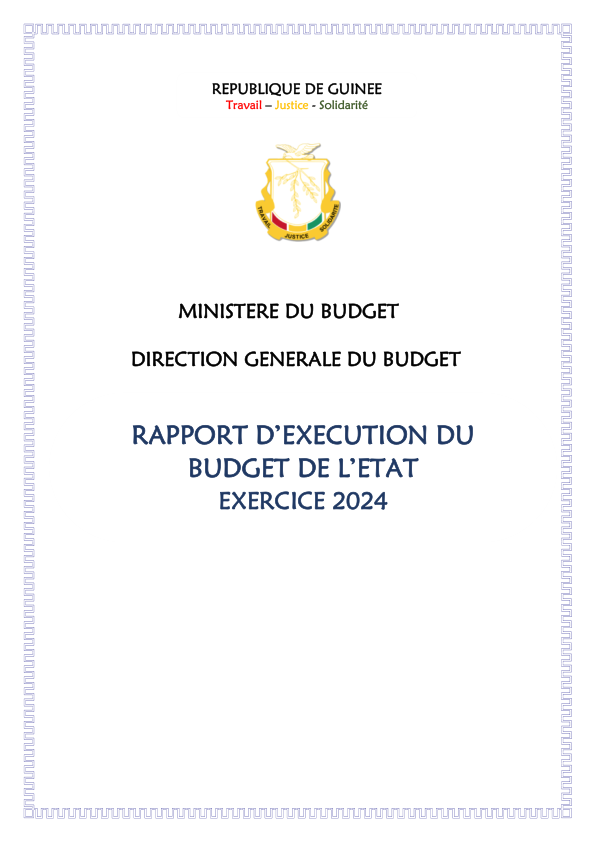 REPUBLIQUE DE GUINEE
Travail – Justice - Solidarité
TRAVAIL
JUSTICE
SOLIDARITE
MINISTERE DU BUDGET
DIRECTION GENERALE DU BUDGET
RAPPORT D’EXECUTION DU
BUDGET DE L’ETAT
EXERCICE 2024